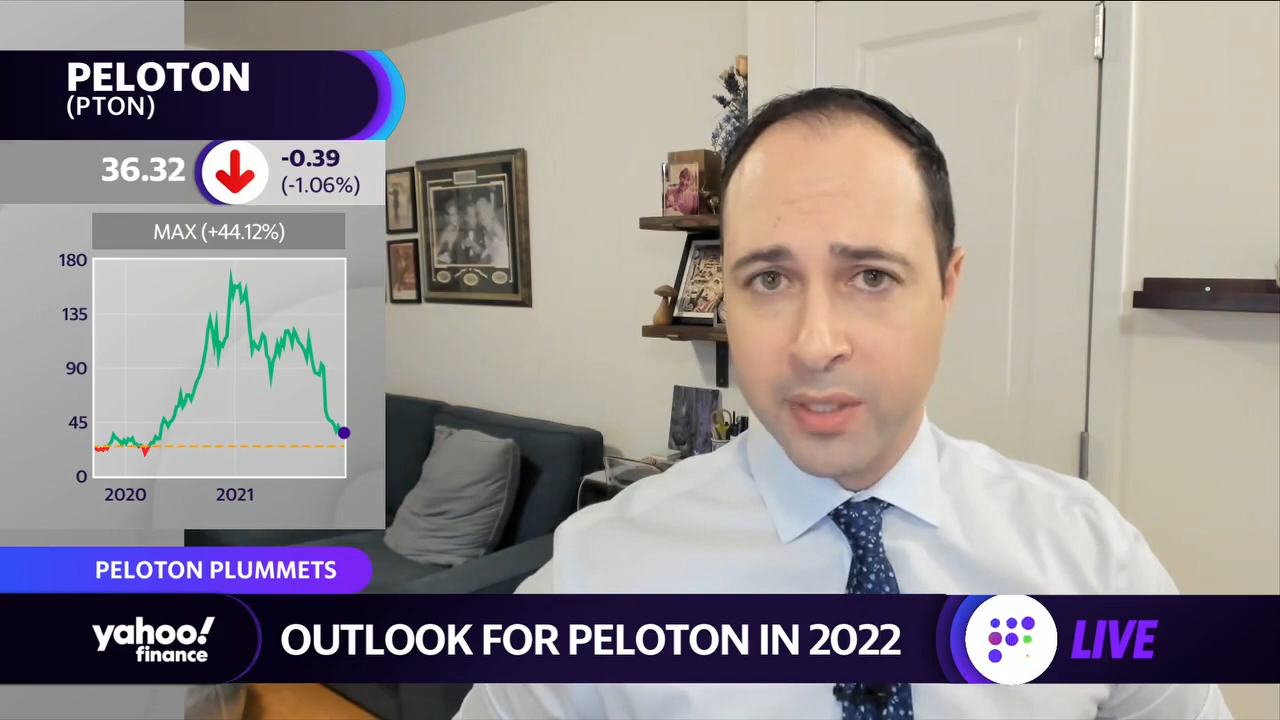 PELOTON
(PTON)
36.32
-0.39
(-1.06%)
MAX (+44.12%)
180
135
90
45
0
2020
2021
PELOTON PLUMMETS
yahoo!
finance
OUTLOOK FOR PELOTON IN 2022
LIVE